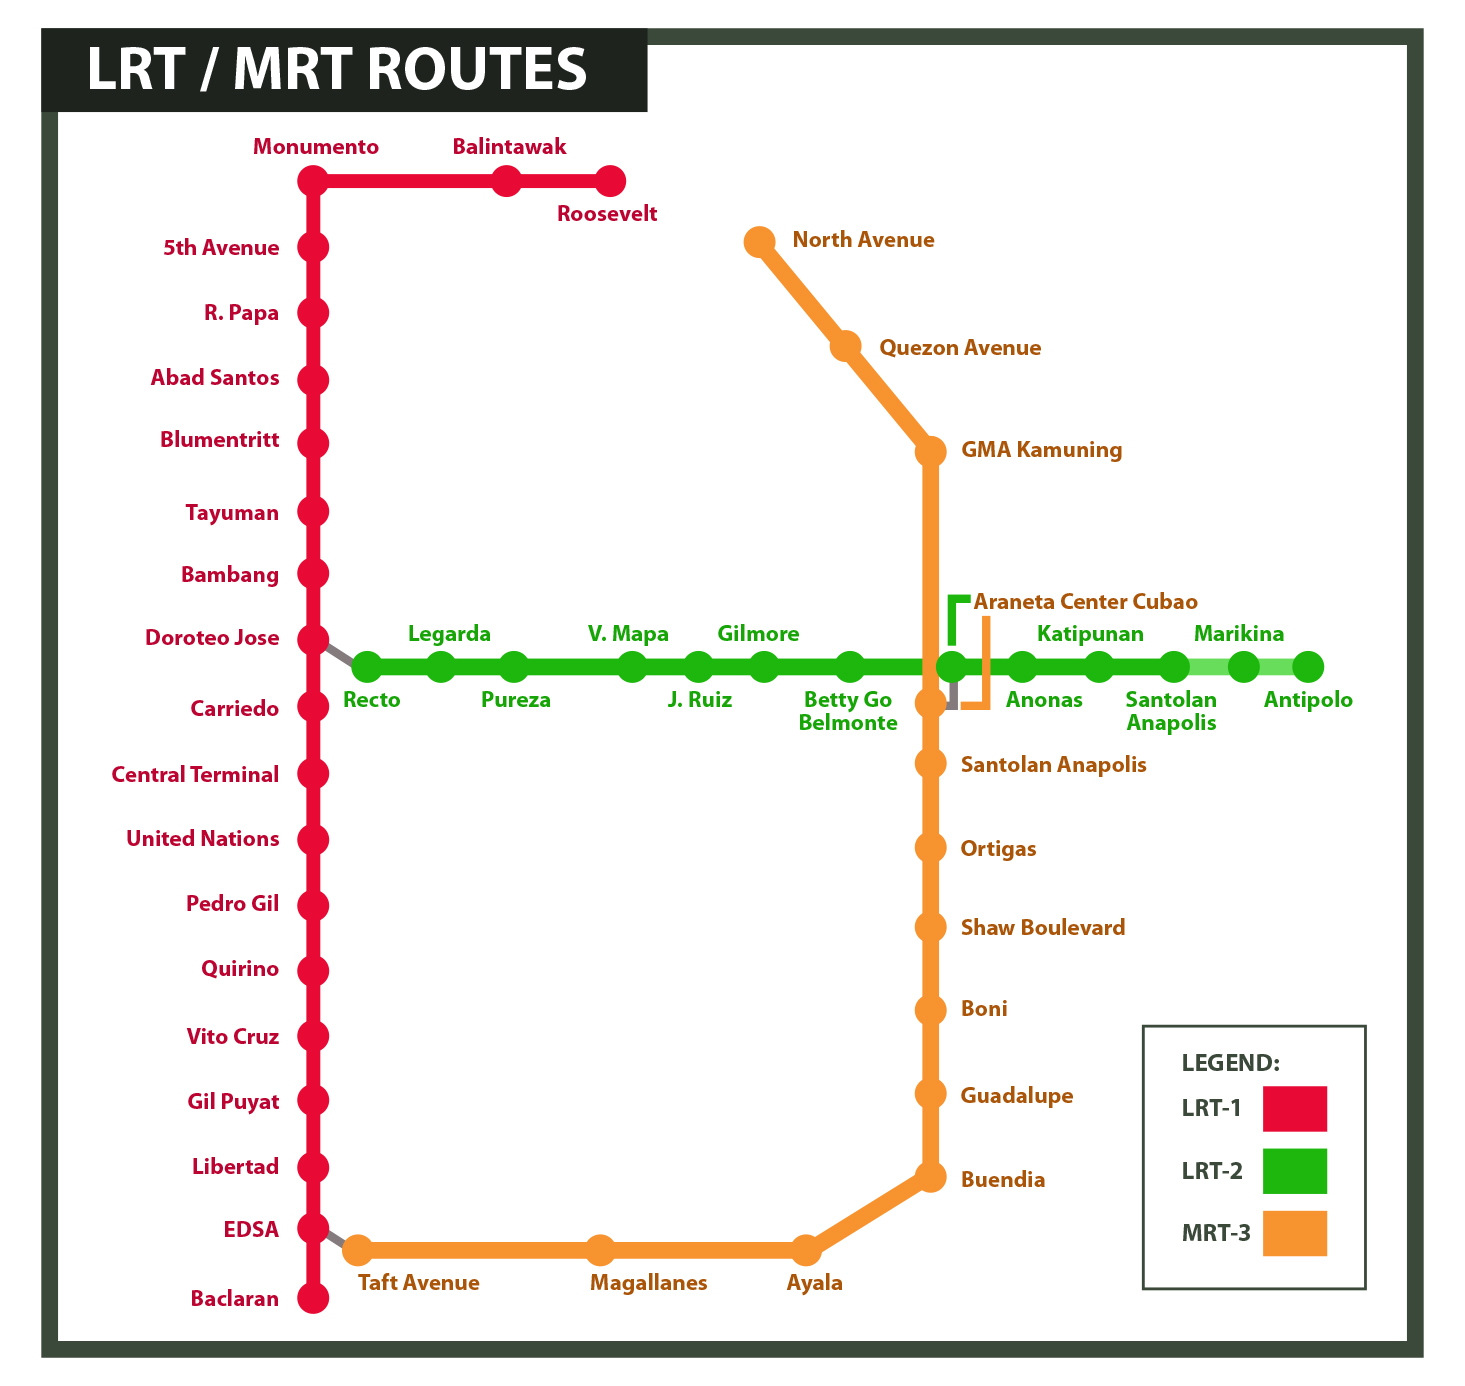 LRT / MRT ROUTES
Monumento
Balintawak
Roosevelt
5th Avenue
R. Papa
Abad Santos
Blumentritt
Tayuman
Bambang
Doroteo Jose
Carriedo
Central Terminal
United Nations
Pedro Gil
Quirino
Vito Cruz
Gil Puyat
Libertad
EDSA
Baclaran
North Avenue
Quezon Avenue
GMA Kamuning
Araneta Center Cubao
Legarda
V. Mapa
Gilmore
Katipunan
Marikina
Recto
Pureza
J. Ruiz
Betty Go
Belmonte
Anonas
Santolan
Anapolis
Antipolo
Santolan Anapolis
Ortigas
Shaw Boulevard
Boni
Guadalupe
Buendia
Taft Avenue
Magallanes
Ayala
LEGEND:
LRT-1
LRT-2
MRT-3